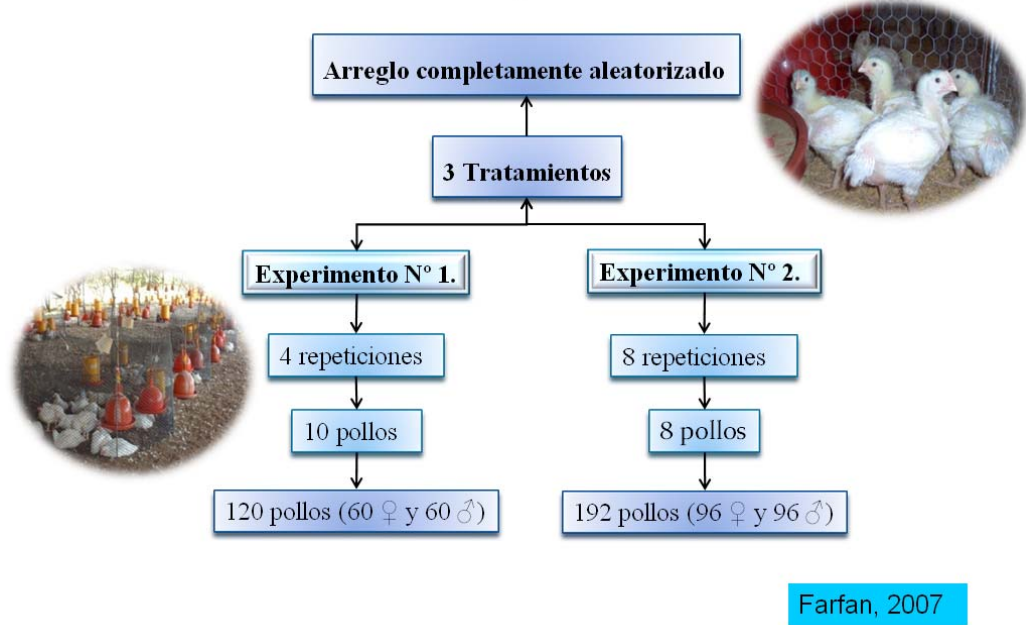 Arreglo completamente aleatorizado
3 Tratamientos
Experimento Nº 1.
Experimento Nº 2.
4 repeticiones
8 repeticiones
10 pollos
8 pollos
120 pollos (60 ♀ y 60 ♂)
192 pollos (96 ♀ y 96 ♂)
Farfan, 2007